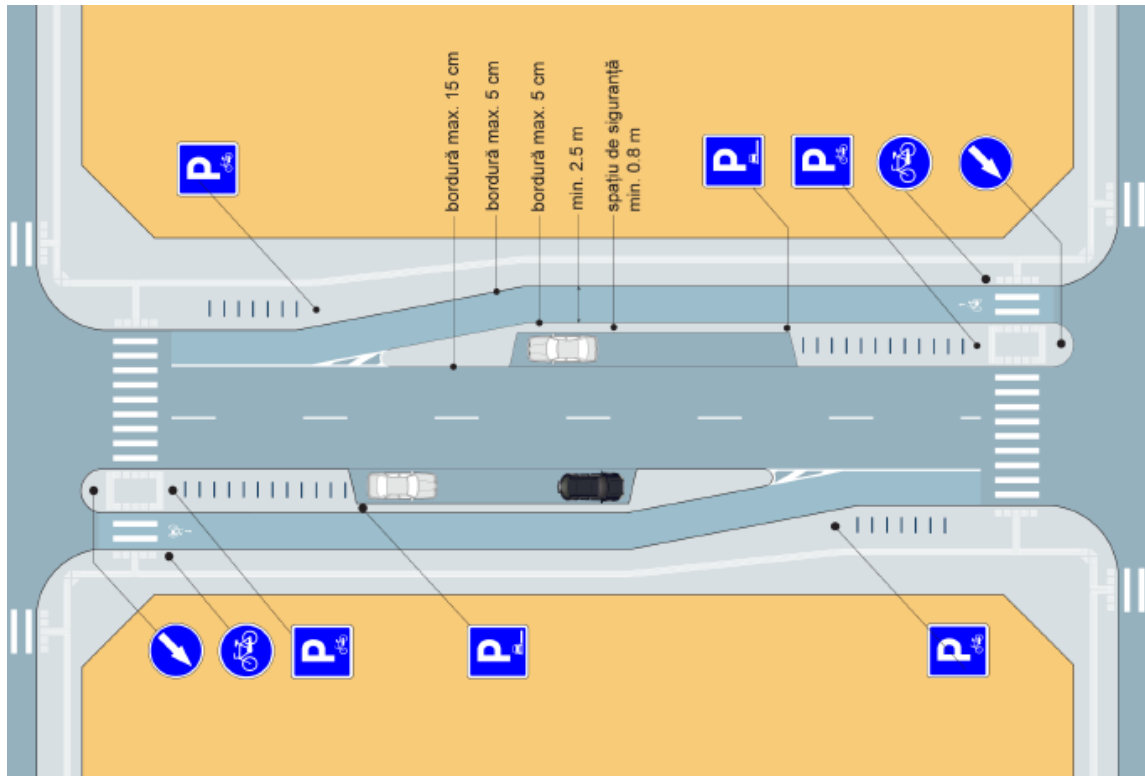 bordură max. 15 cm
bordură max. 5 cm
bordură max. 5 cm
min. 2.5 m
spațiu de siguranță
min. 0.8 m
P
P
P
P
P
P